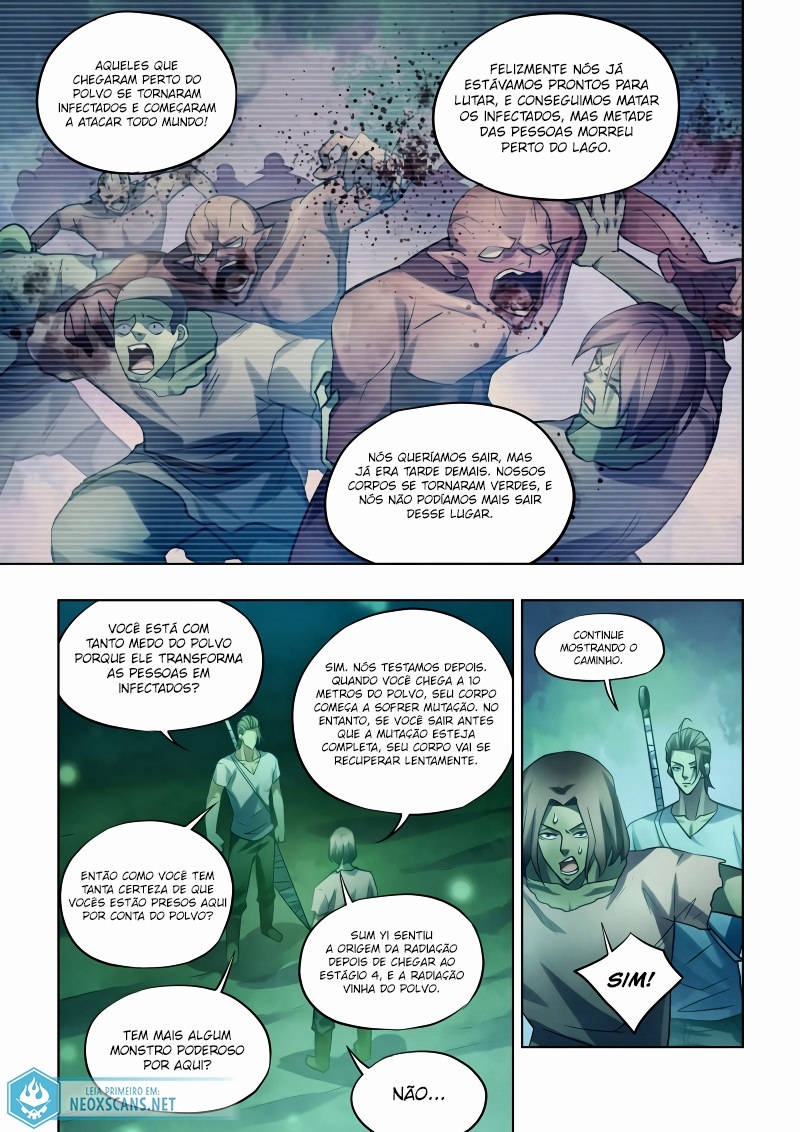 AQUELES QUE
CHEGARAM PERTO DO
POLVO SE TORNARAM
INFECTADOS E COMEÇARAM
A ATACAR TODO MUNDO!
FELIZMENTE NÓS JÁ
ESTÁVAMOS PRONTOS PARA
LUTAR, E CONSEGUIMOS MATAR
OS INFECTADOS, MAS METADE
DAS PESSOAS MORREU
PERTO DO LAGO.
NÓS QUERÍAMOS SAIR, MAS
JÁ ERA TARDE DEMAIS. NOSSOS
CORPOS SE TORNARAM VERDES, E
NÓS NÃO PODÍAMOS MAIS SAIR
DESSE LUGAR.
VOCÊ ESTÁ COM
TANTO MEDO DO POLVO
PORQUE ELE TRANSFORMA
AS PESSOAS EM
INFECTADOS?
SIM. NÓS TESTAMOS DEPOIS.
QUANDO VOCÊ CHEGA A 10
METROS DO POLVO, SEU CORPO
COMEÇA A SOFRER MUTAÇÃO. NO
ENTANTO, SE VOCÊ SAIR ANTES
QUE A MUTAÇÃO ESTEJA
COMPLETA, SEU CORPO VAI SE
RECUPERAR LENTAMENTE.
ENTÃO COMO VOCÊ TEM
TANTA CERTEZA DE QUE
VOCÊS ESTÃO PRESOS AQUI
POR CONTA DO POLVO?
SUM YI SENTIU
A ORIGEM DA RADIAÇÃO
DEPOIS DE CHEGAR AO
ESTÁGIO 4, E A RADIAÇÃO
VINHA DO POLVO.
TEM MAIS ALGUM
MONSTRO PODEROSO
POR AQUI?
NÃO...
CONTINUE
MOSTRANDO O
CAMINHO.
SIM!
LEIA PRIMEIRO EM:
NEOXSCANS.NET